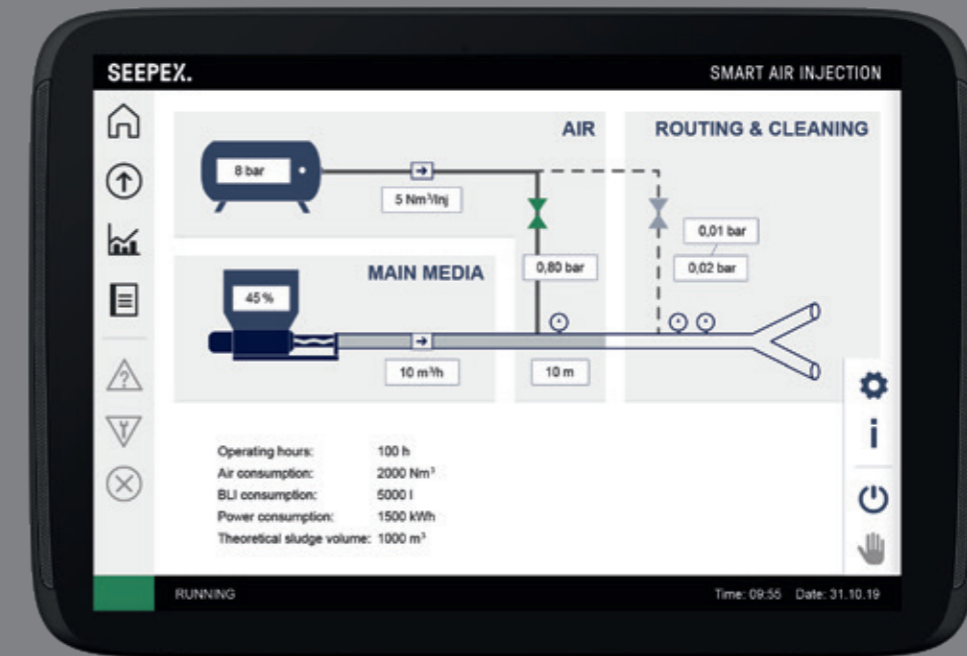 SEEPEX.
SMART AIR INJECTION
AIR
ROUTING & CLEANING
8 bar
5 Nm³/Inj
0,01 bar
MAIN MEDIA
0,80 bar
0,02 bar
45 %
10 m³/h
10 m
i
Operating hours: 100 h
Air consumption: 2000 Nm³
BLI consumption: 5000 l
Power consumption: 1500 kWh
Theoretical sludge volume: 1000 m³
RUNNING
Time: 09:55 Date: 31.10.19